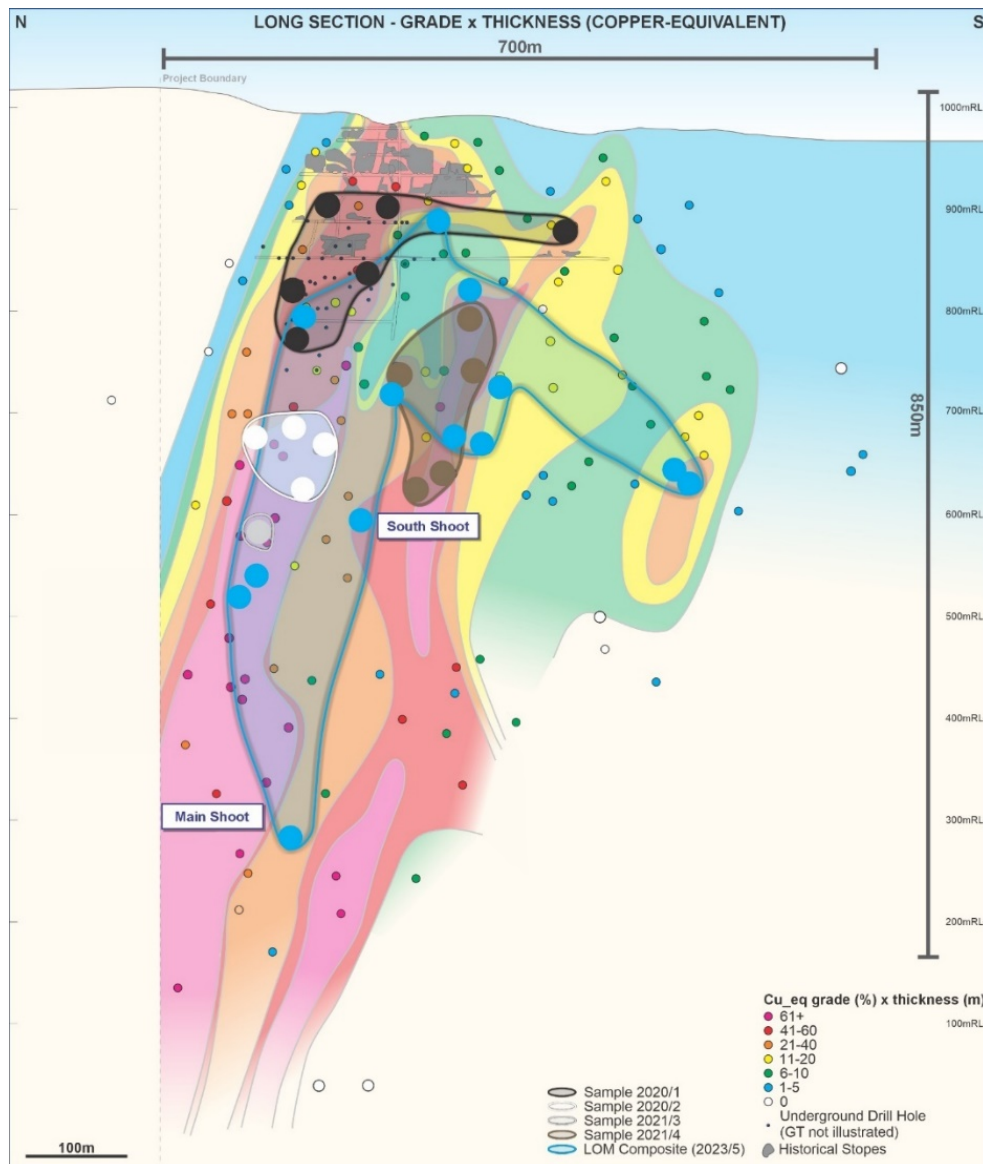 N
LONG SECTION - GRADE x THICKNESS (COPPER-EQUIVALENT)
S
700m
Project Boundary
1000mRL
900mRL
800mRL
850m
700mRL
600mRL
South Shoot
500mRL
400mRL
Main Shoot
300mRL
200mRL
Cu_eq grade (%) x thickness (m)
61+
41-60
21-40
11-20
6-10
1-5
0
Underground Drill Hole
(GT not illustrated)
Historical Stopes
100mRL
Sample 2020/1
Sample 2020/2
Sample 2021/3
Sample 2021/4
LOM Composite (2023/5)
100m